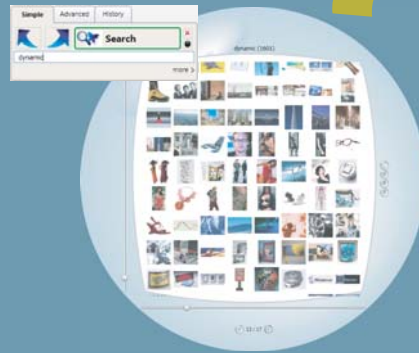 Simple Advanced History
Search
dynamic
more >
dynamic (1601)